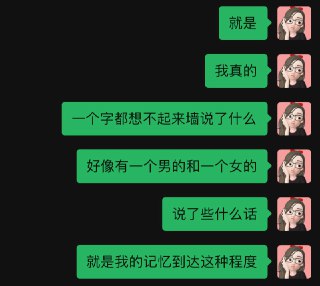 就是
我真的
一个字都想不起来墙说了什么
好像有一个男的和一个女的
说了些什么话
就是我的记忆到达这种程度